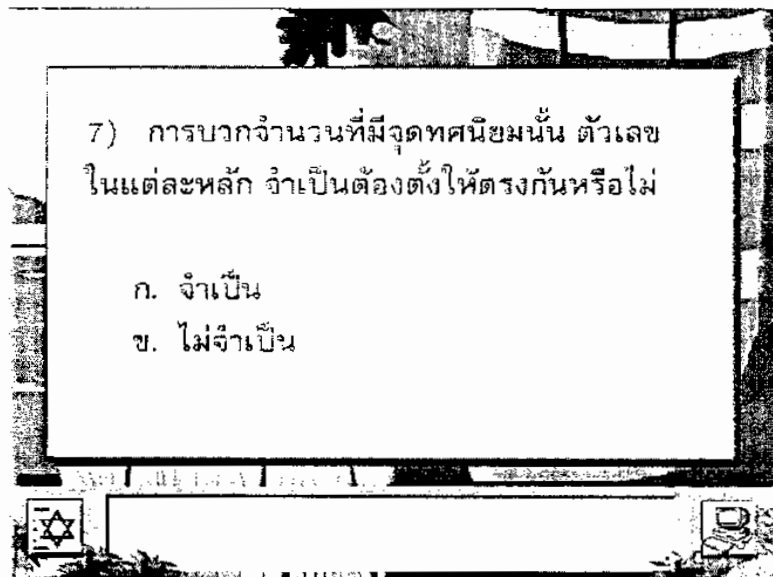 7) การบวกจำนวนที่มีจุดทศนิยมนั้น ตัวเลข
ในแต่ละหลัก จำเป็นต้องตั้งให้ตรงกันหรือไม่
ก. จำเป็น
ข. ไม่จำเป็น